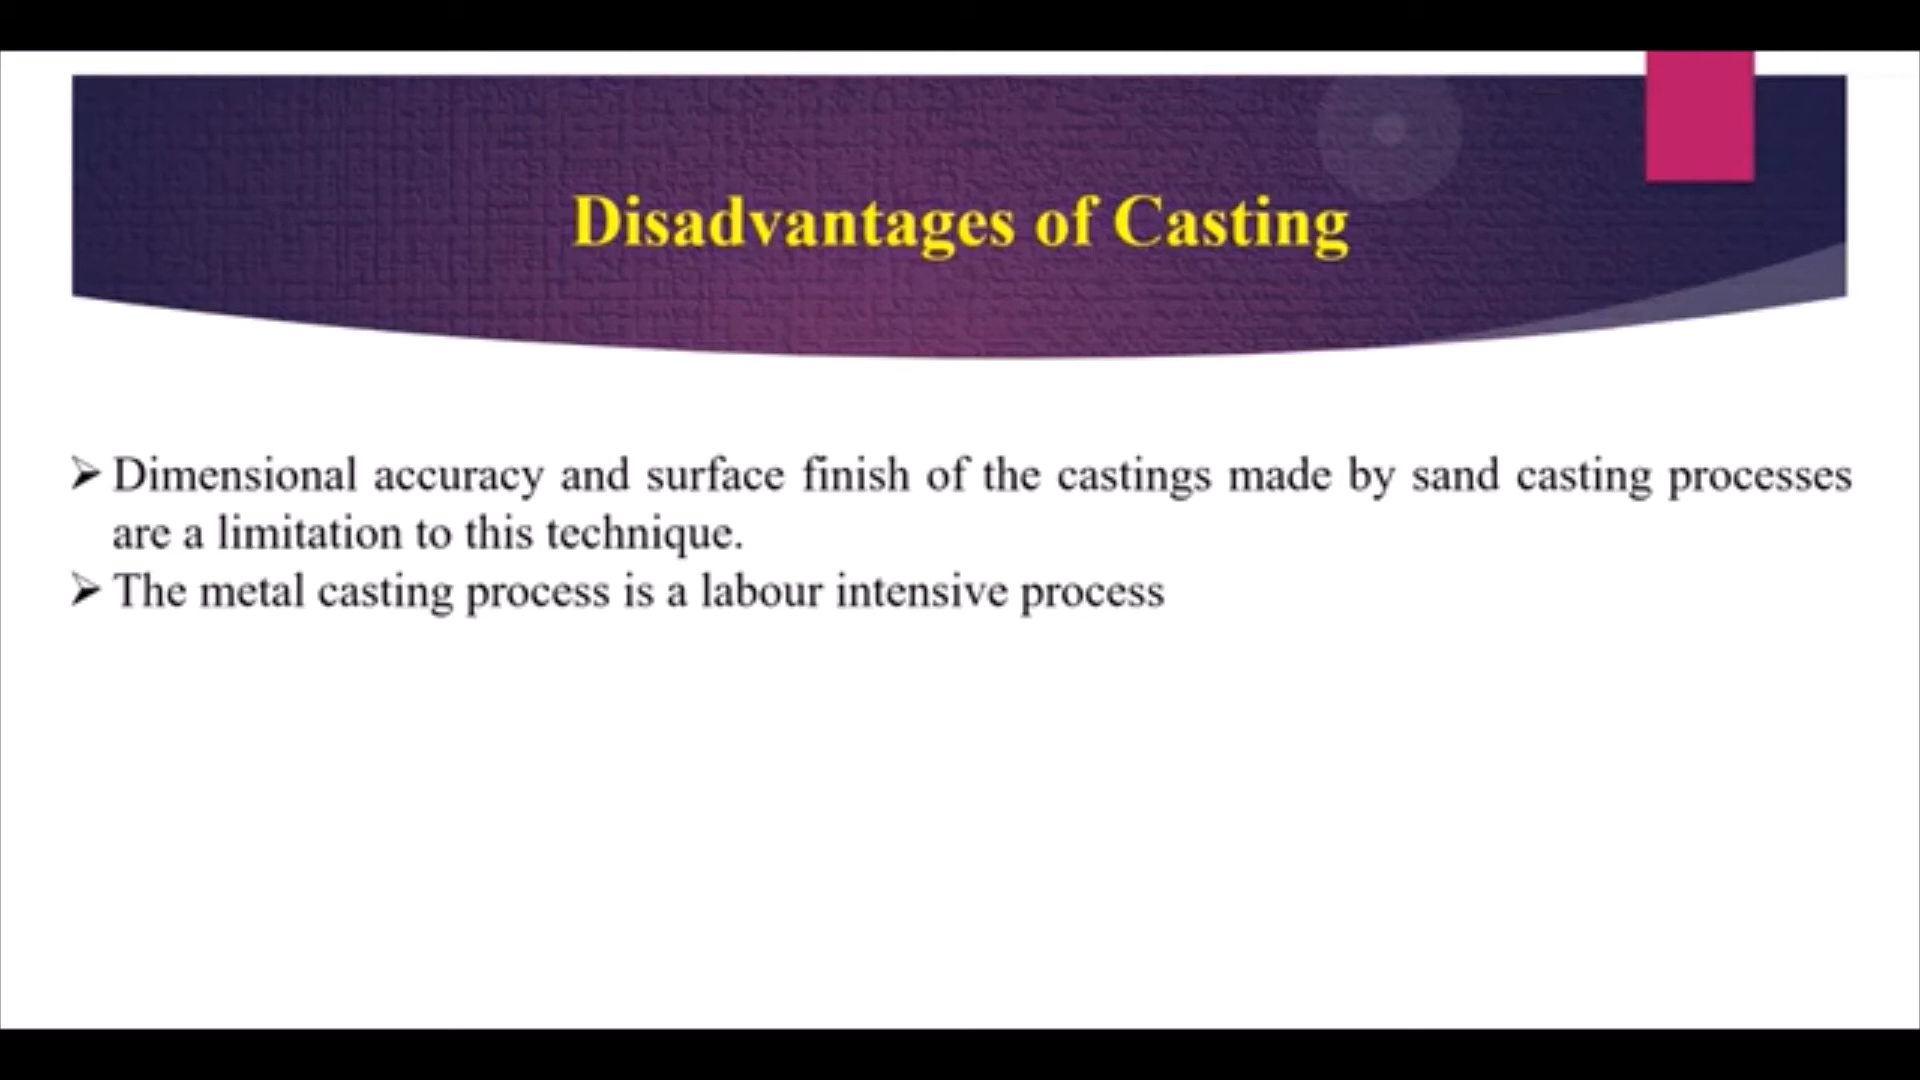 Disadvantages of Casting
➢ Dimensional accuracy and surface finish of the castings made by sand casting processes
are a limitation to this technique.
➢ The metal casting process is a labour intensive process